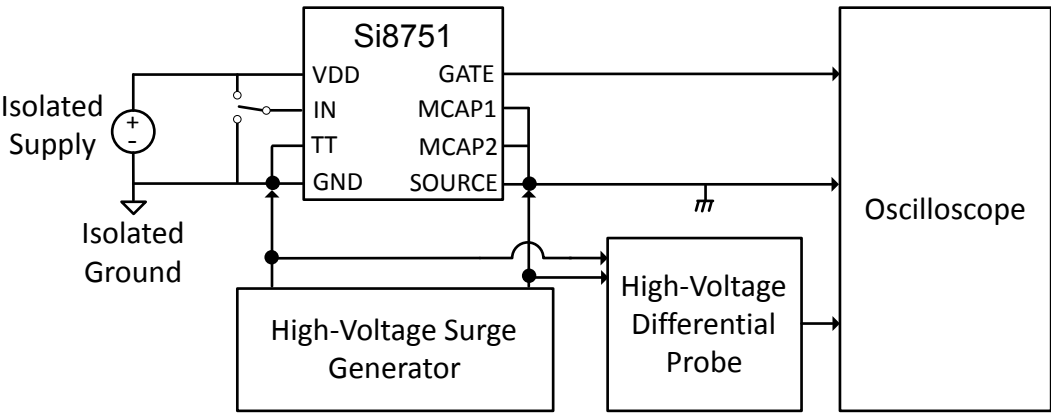 Si8751
VDD
IN
TT
GND
GATE
MCAP1
MCAP2
SOURCE
Isolated
Supply
+
-
Isolated
Ground
High-Voltage Surge
Generator
High-Voltage
Differential
Probe
Oscilloscope